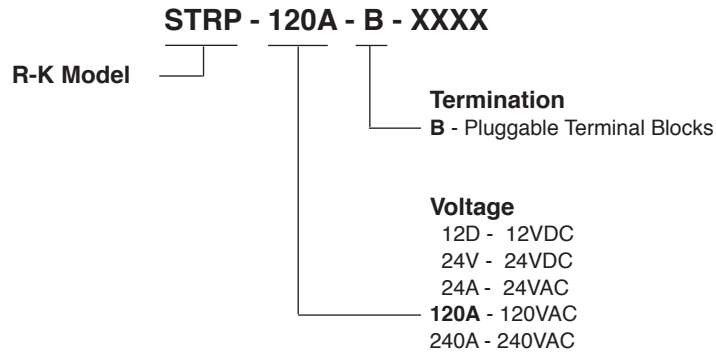 STRP - 120A - B - XXXX
R-K Model
Termination
B - Pluggable Terminal Blocks
Voltage
12D - 12VDC
24V - 24VDC
24A - 24VAC
120A - 120VAC
240A - 240VAC